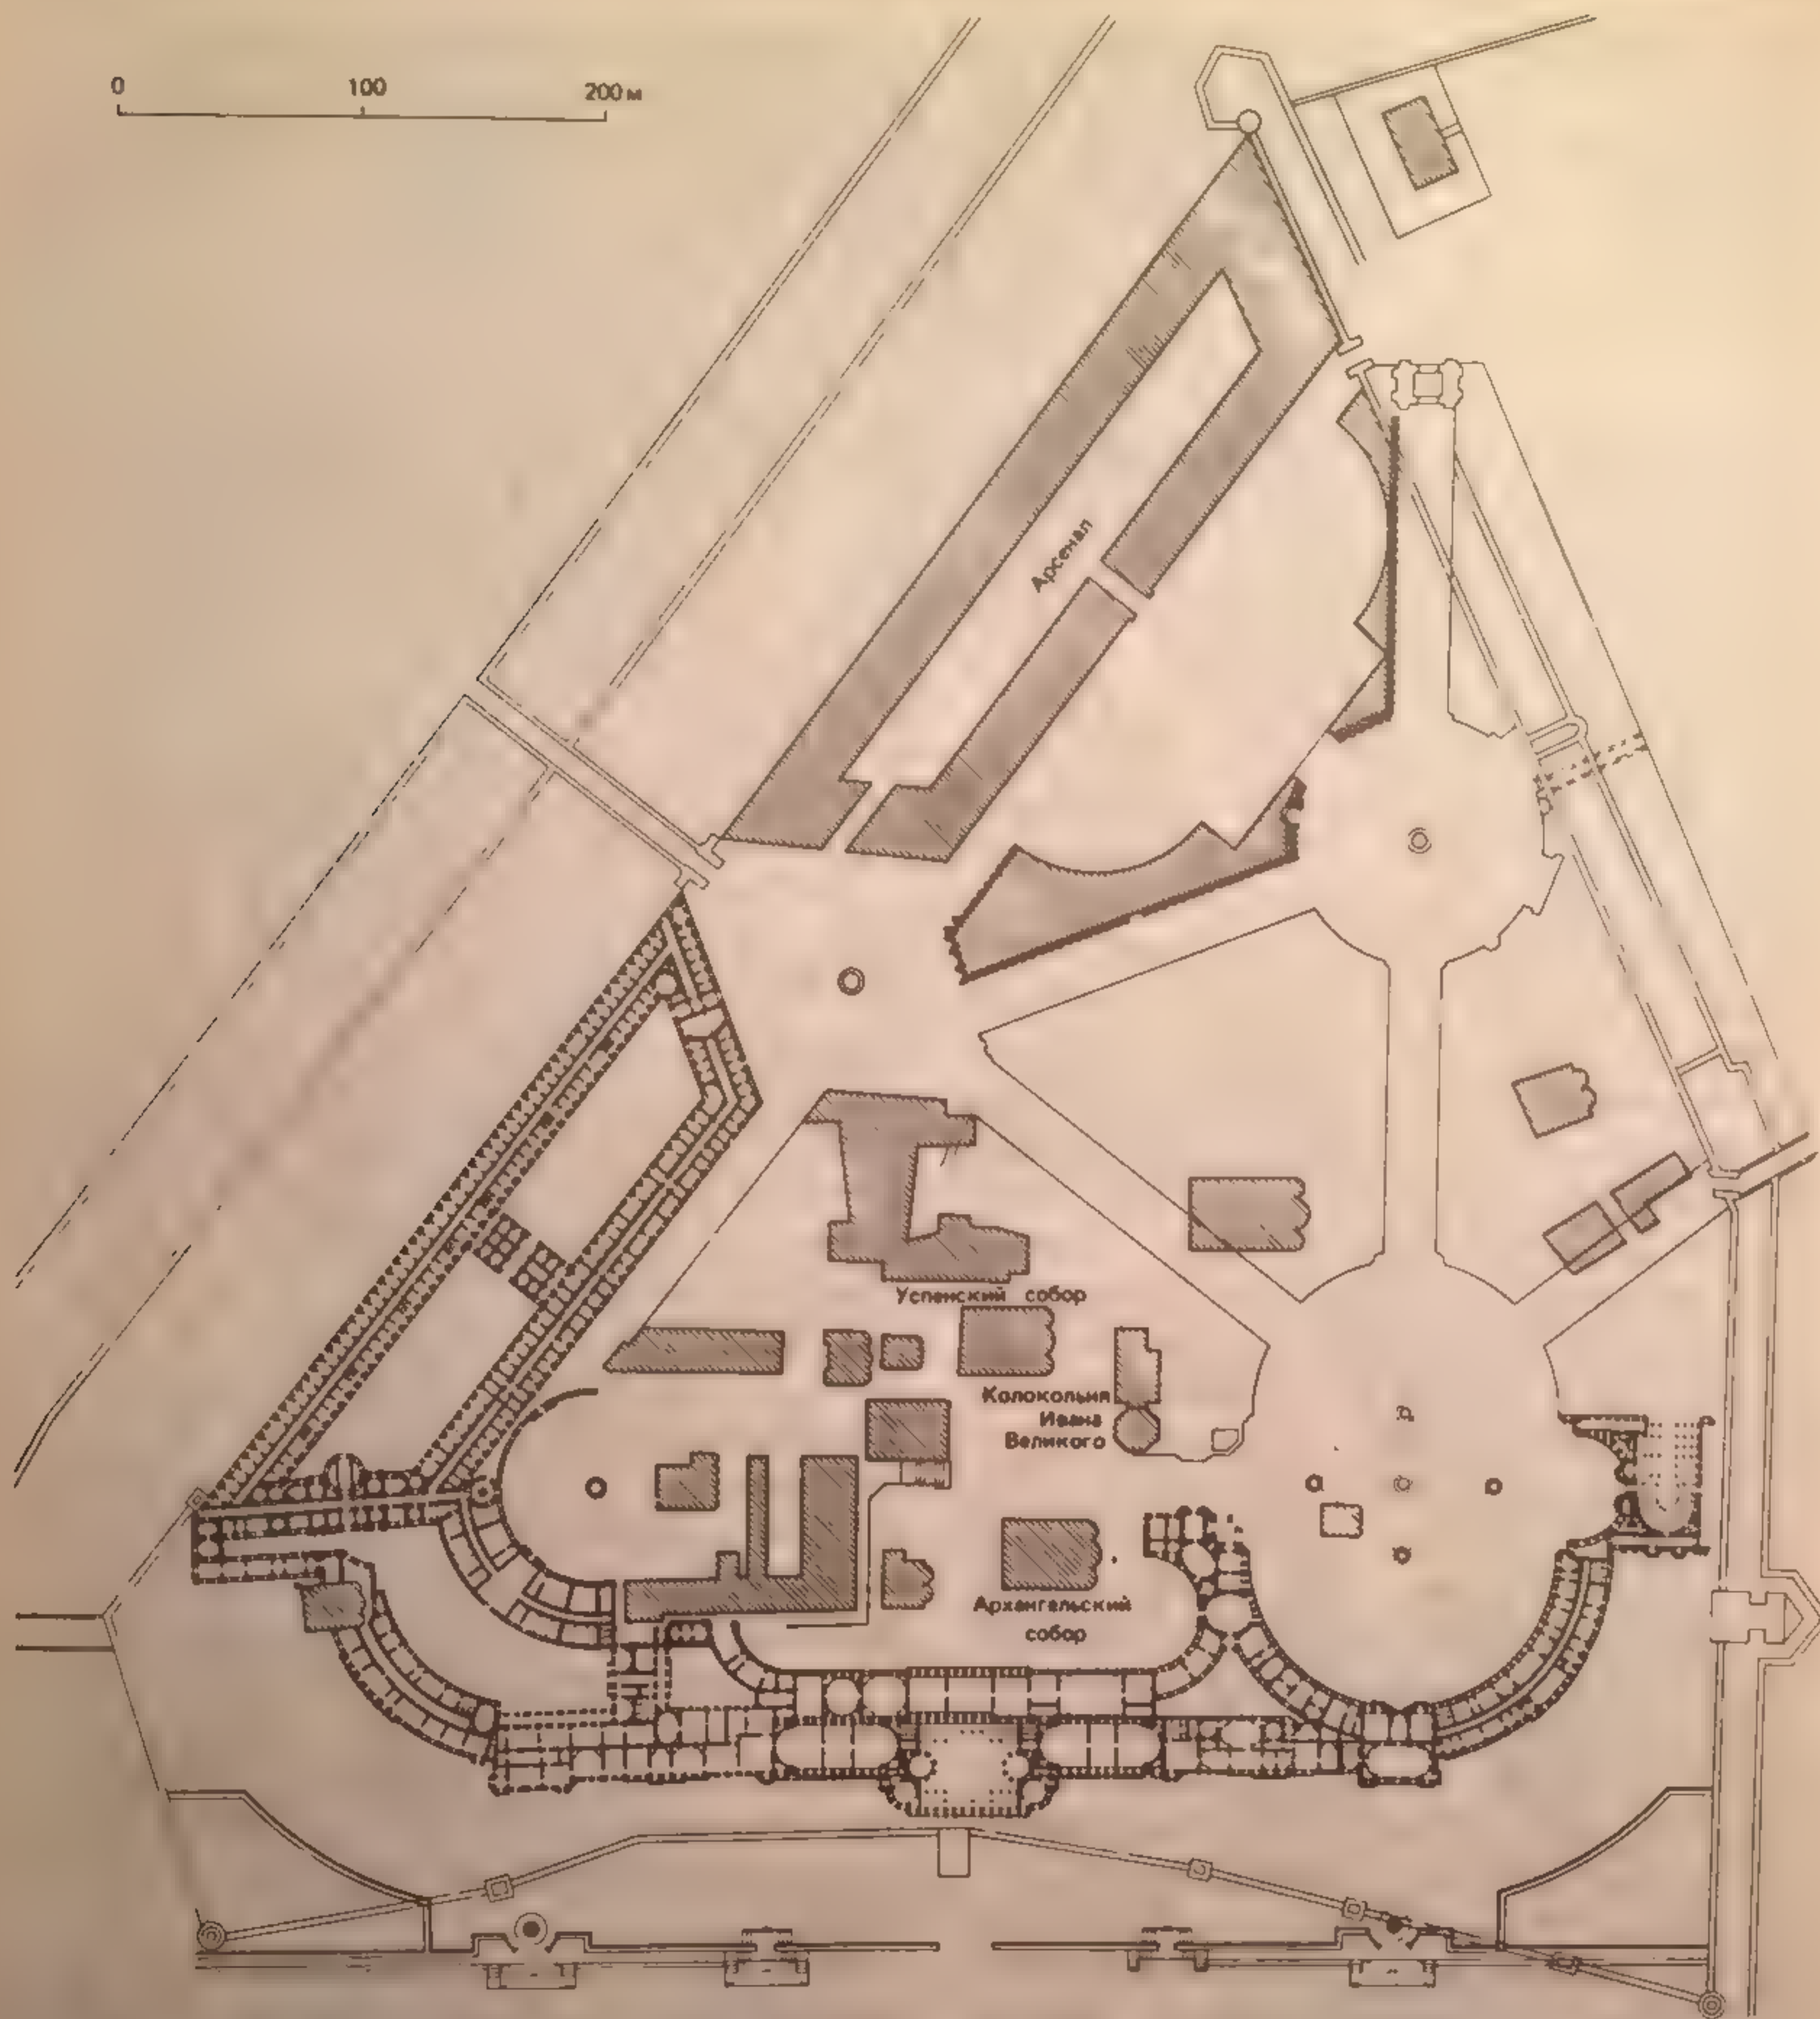 0 100 200 м
Арсенал
Успенский собор
Колокольня
Ивана
Великого
Архангельский
собор